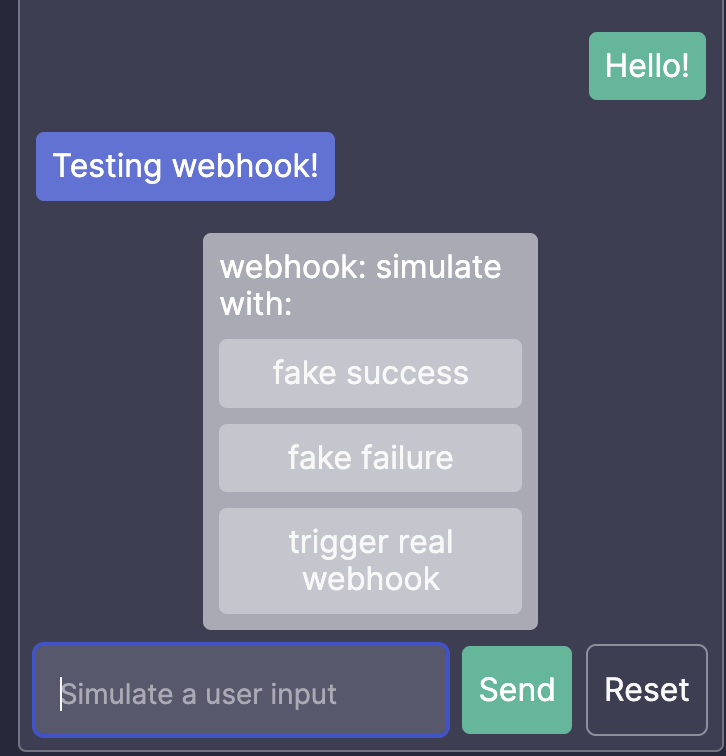 Hello!
Testing webhook!
webhook: simulate
with:
fake success
fake failure
trigger real
webhook
Simulate a user input
Send
Reset